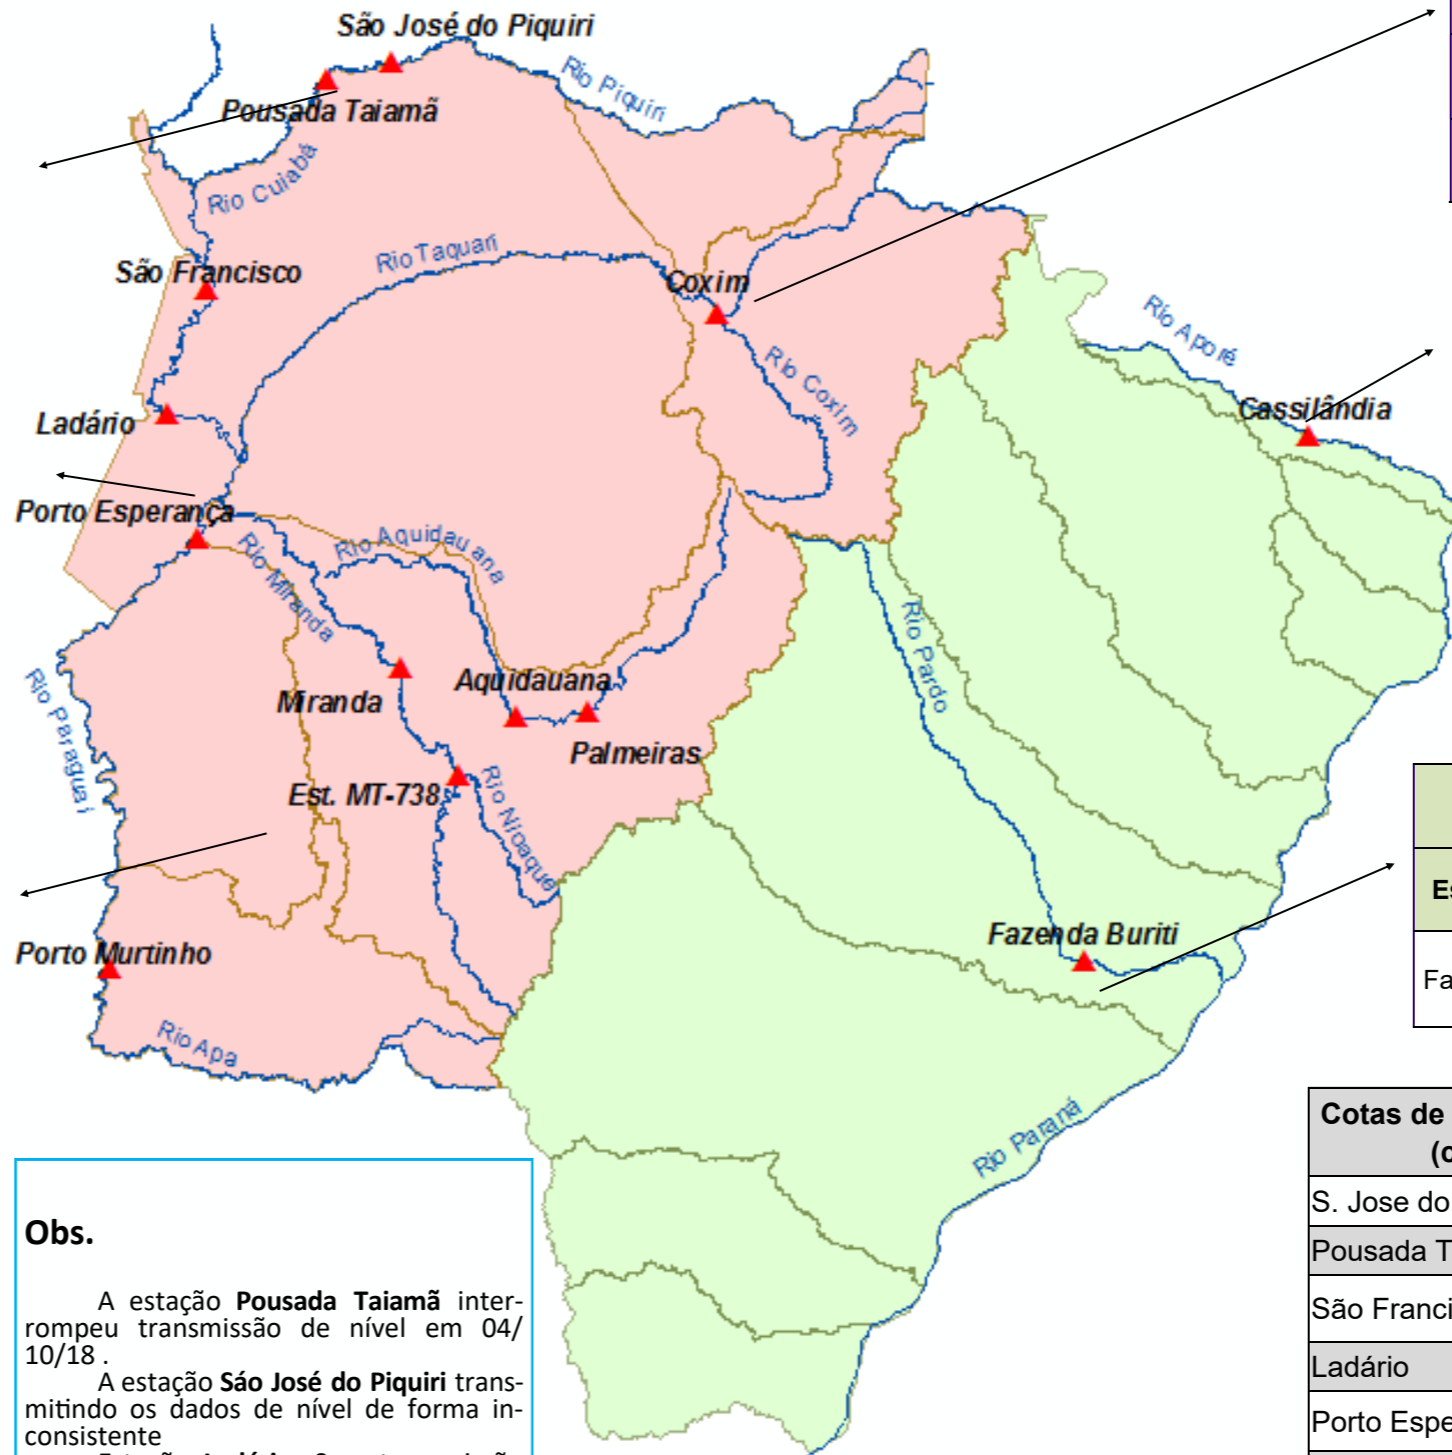 São José do Piquiri
Rio Piquiri
Pousada Taiamã
Rio Cuiabá
Rio Taquari
São Francisco
Coxim
Rio Aporé
Rio Coxim
Cassilândia
Ladário
Porto Esperança
Rio Aquidauana
Rio Miranda
Rio Pardo
Aquidauana
Rio Paraguai
Miranda
Palmeiras
Est. MT-738
Rio Nioaque
Porto Murtinho
Fazenda Buriti
Rio Apa
Rio Paraná
Es
Fa
Cotas de
(c
S. Jose do
Pousada T
São Franci
Ladário
Porto Espe
Obs.
A estação Pousada Taiamã inter-
rompeu transmissão de nível em 04/
10/18 .
A estação Sáo José do Piquiri trans-
mitindo os dados de nível de forma in-
consistente